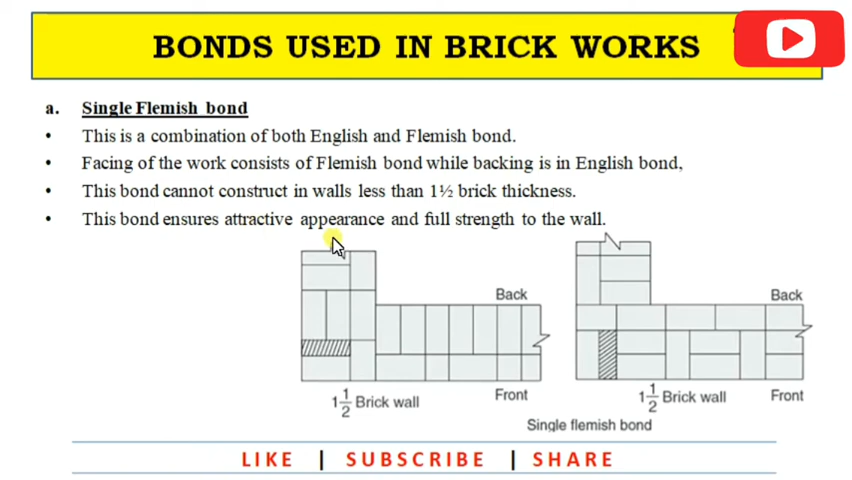 BONDS USED IN BRICK WORKS
a. Single Flemish bond
• This is a combination of both English and Flemish bond.
• Facing of the work consists of Flemish bond while backing is in English bond,
• This bond cannot construct in walls less than 1½ brick thickness.
• This bond ensures attractive appearance and full strength to the wall.
Back
Back
1 1/2 Brick wall
Front
1 1/2 Brick wall
Front
Single flemish bond
LIKE | SUBSCRIBE | SHARE